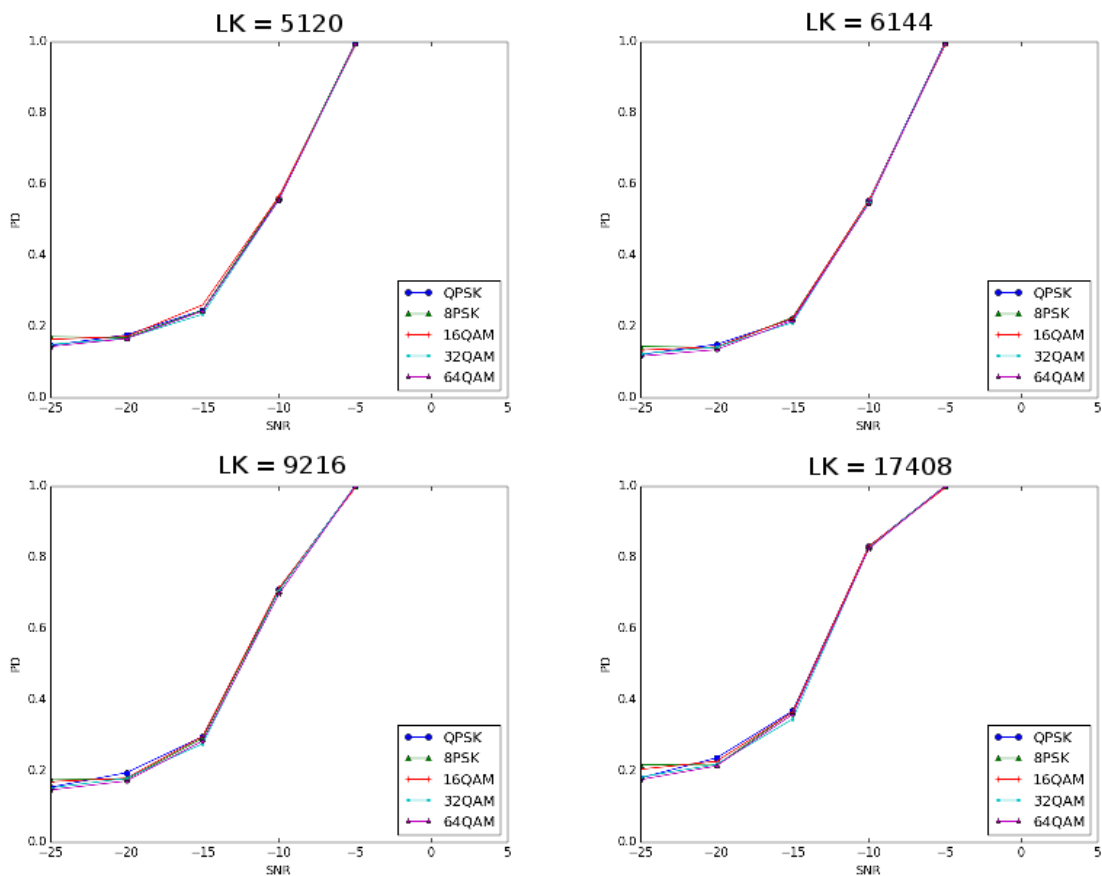 LK = 5120
1.0
0.8
0.6
0.4
0.2
0.0
PD
QPSK
8PSK
16QAM
32QAM
64QAM
−25 −20 −15 −10 −5 0 5
SNR
LK = 6144
1.0
0.8
0.6
0.4
0.2
0.0
PD
QPSK
8PSK
16QAM
32QAM
64QAM
−25 −20 −15 −10 −5 0 5
SNR
LK = 9216
1.0
0.8
0.6
0.4
0.2
0.0
PD
QPSK
8PSK
16QAM
32QAM
64QAM
−25 −20 −15 −10 −5 0 5
SNR
LK = 17408
1.0
0.8
0.6
0.4
0.2
0.0
PD
QPSK
8PSK
16QAM
32QAM
64QAM
−25 −20 −15 −10 −5 0 5
SNR